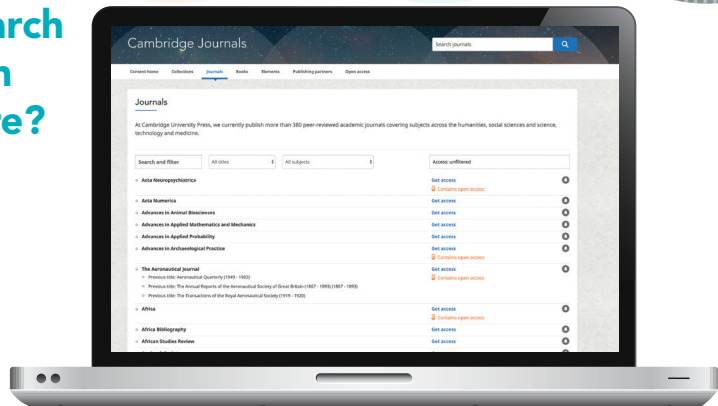 arch
n
re?
Cambridge Journals
Search journals
Content home Collections Journals Books Elements Publishing partners Open access
Journals
At Cambridge University Press, we currently publish more than 380 peer-reviewed academic journals covering subjects across the humanities, social sciences and science,
technology and medicine.
Search and filter All titles All subjects Access: unfiltered
Acta Neuropsychiatrica Get access
Contains open access
Acta Numerica Get access
Advances in Animal Biosciences Get access
Advances in Applied Mathematics and Mechanics Get access
Advances in Applied Probability Get access
Advances in Archaeological Practice Get access
Contains open access
The Aeronautical Journal Get access
Previous title: Aeronautical Quarterly (1949 - 1983) Contains open access
Previous title: The Annual Reports of the Aeronautical Society of Great Britain (1867 - 1893) (1867 - 1893)
Previous title: The Transactions of the Royal Aeronautical Society (1919 - 1920)
Africa Get access
Contains open access
Africa Bibliography Get access
African Studies Review Get access